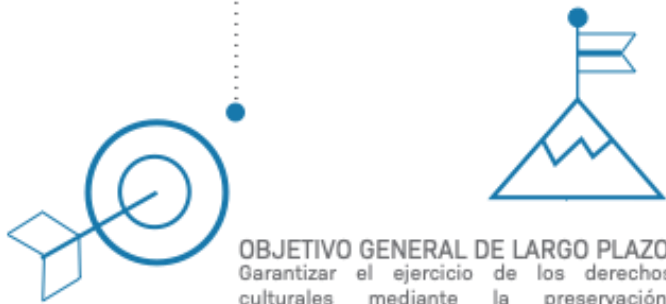 OBJETIVO GENERAL DE LARGO PLAZO
Garantizar el ejercicio de los derechos
culturales mediante la preservación